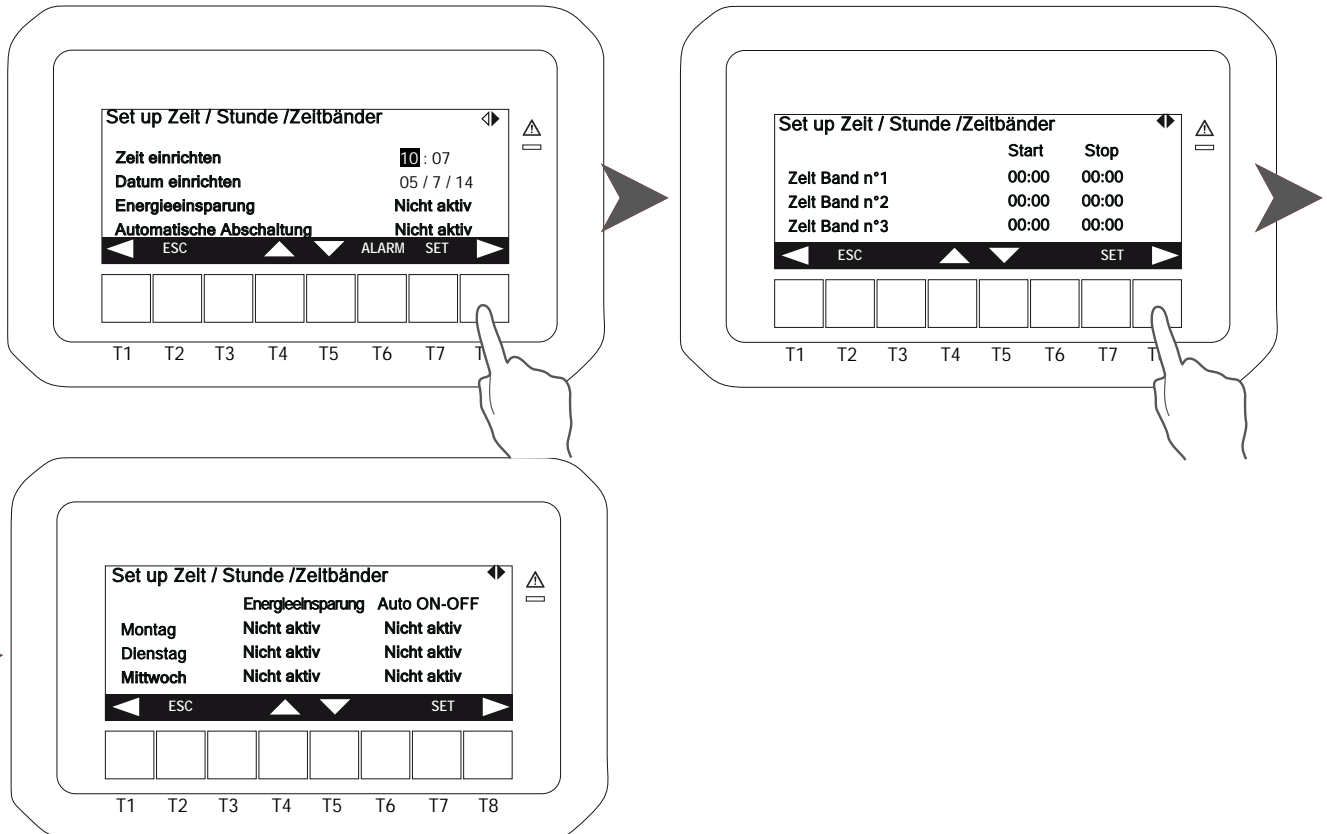 Set up Zeit / Stunde /Zeitbänder
Zeit einrichten 10 : 07
Datum einrichten 05 / 7 / 14
Energieeinsparung Nicht aktiv
Automatische Abschaltung Nicht aktiv
ESC ALARM SET
T1 T2 T3 T4 T5 T6 T7 T
Set up Zeit / Stunde /Zeitbänder
Start Stop
Zeit Band n°1 00:00 00:00
Zeit Band n°2 00:00 00:00
Zeit Band n°3 00:00 00:00
ESC SET
T1 T2 T3 T4 T5 T6 T7 T
Set up Zeit / Stunde /Zeitbänder
Energieeinsparung Auto ON-OFF
Montag Nicht aktiv Nicht aktiv
Dienstag Nicht aktiv Nicht aktiv
Mittwoch Nicht aktiv Nicht aktiv
ESC SET
T1 T2 T3 T4 T5 T6 T7 T8